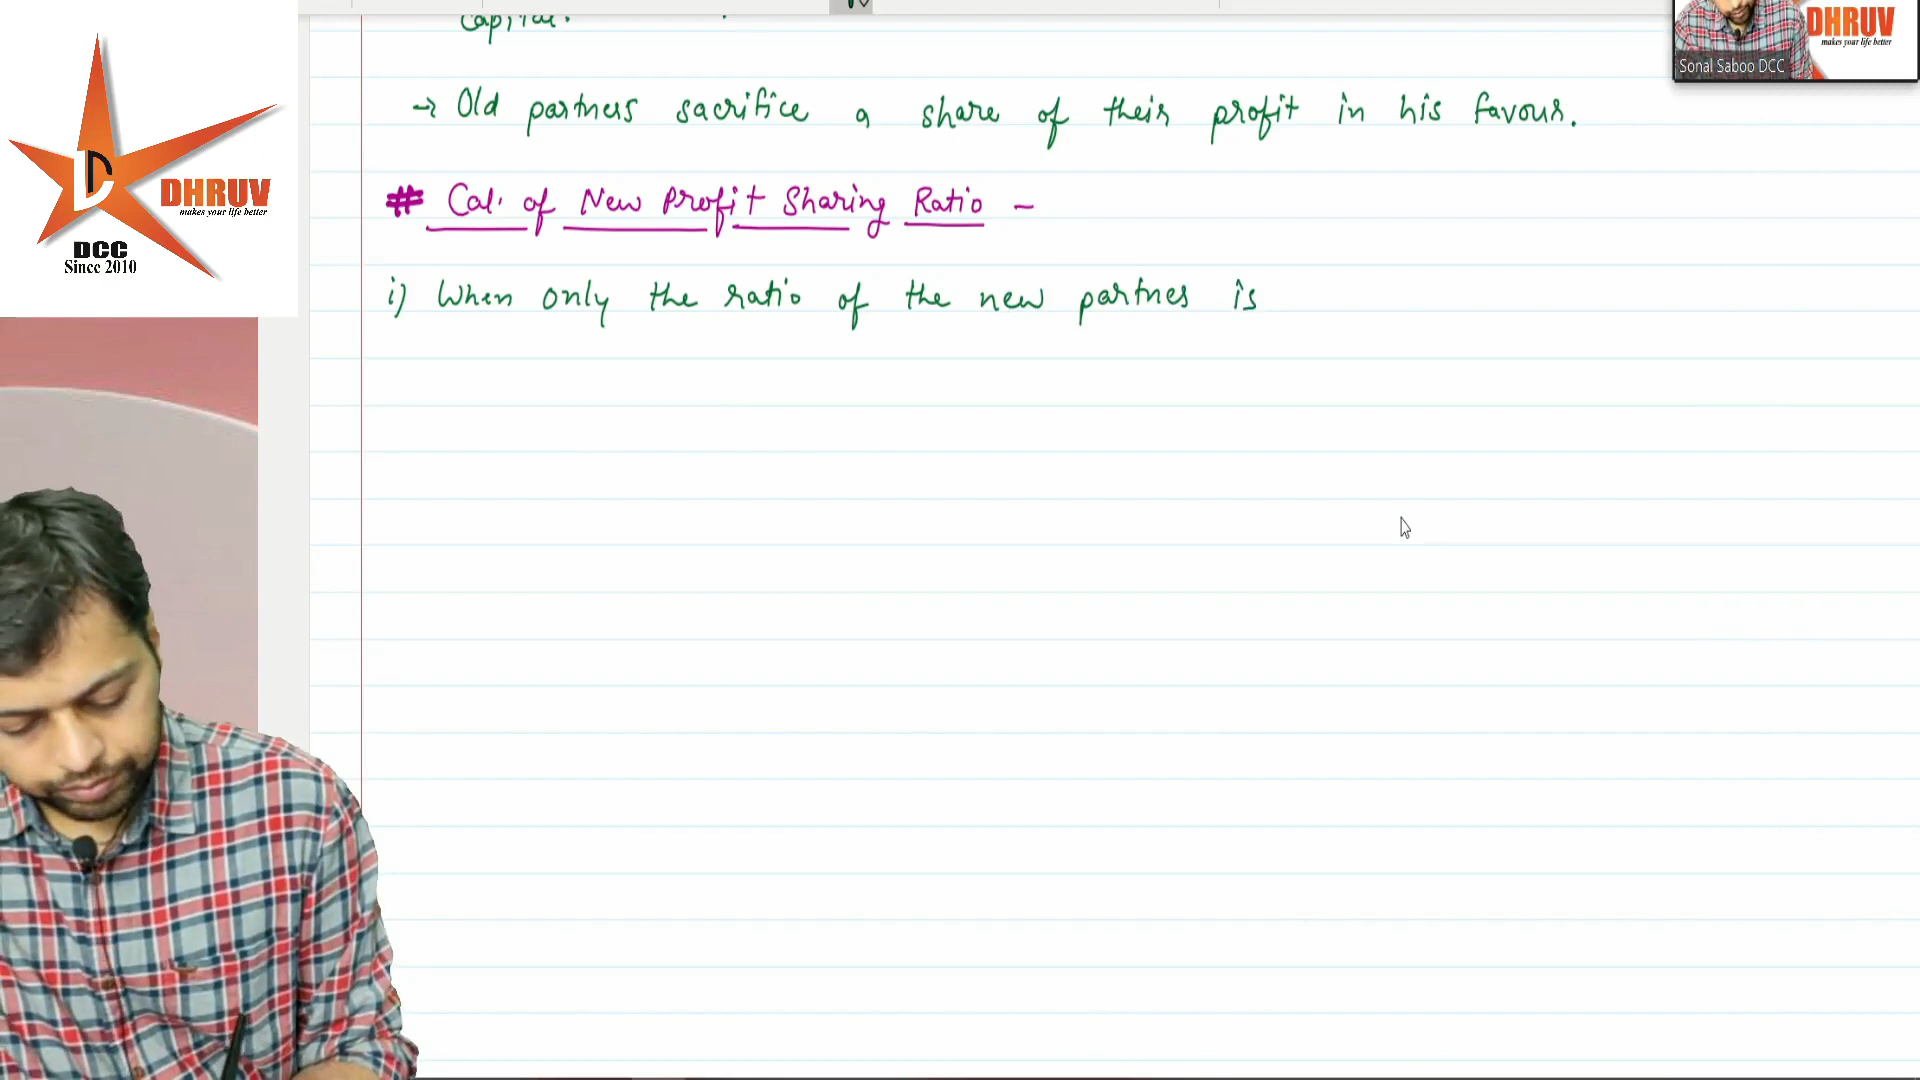 capital.
→ Old partners sacrifice a share of their profit in his favour.
# Cal. of New Profit Sharing Ratio -
i) When only the ratio of the new partner is
DHRUV
makes your life better
DCC
Since 2010
DHRUV
makes your life better
Sonal Saboo DCC